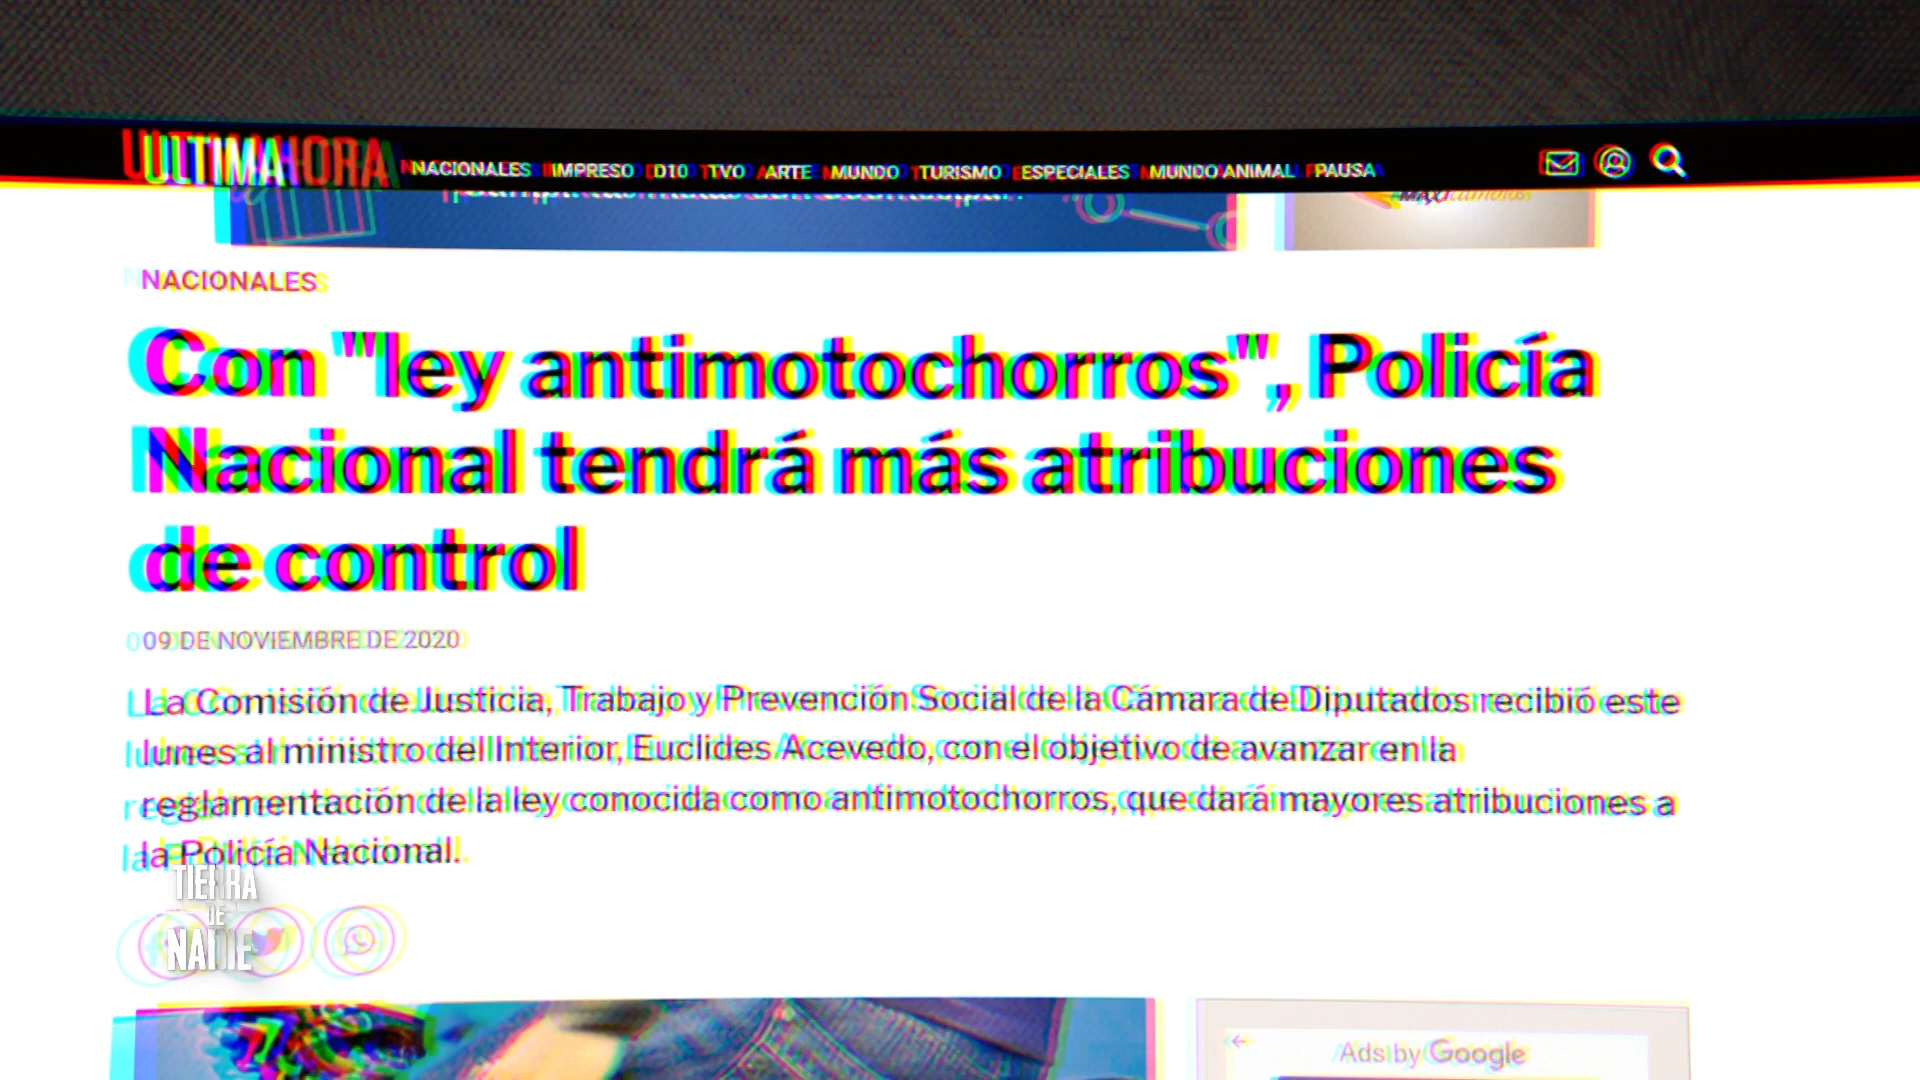 ULTIMAHORA
NACIONALES IMPRESO D10 TVO ARTE MUNDO TURISMO ESPECIALES MUNDO ANIMAL PAUSA
NACIONALES
Con "ley antimotochorros", Policía
Nacional tendrá más atribuciones
de control
09 DE NOVIEMBRE DE 2020
La Comisión de Justicia, Trabajo y Prevención Social de la Cámara de Diputados recibió este
lunes al ministro del Interior, Euclides Acevedo, con el objetivo de avanzar en la
reglamentación de la ley conocida como antimotochorros, que dará mayores atribuciones a
la Policía Nacional.
TIERRA
DE
NADIE
Ads by Google